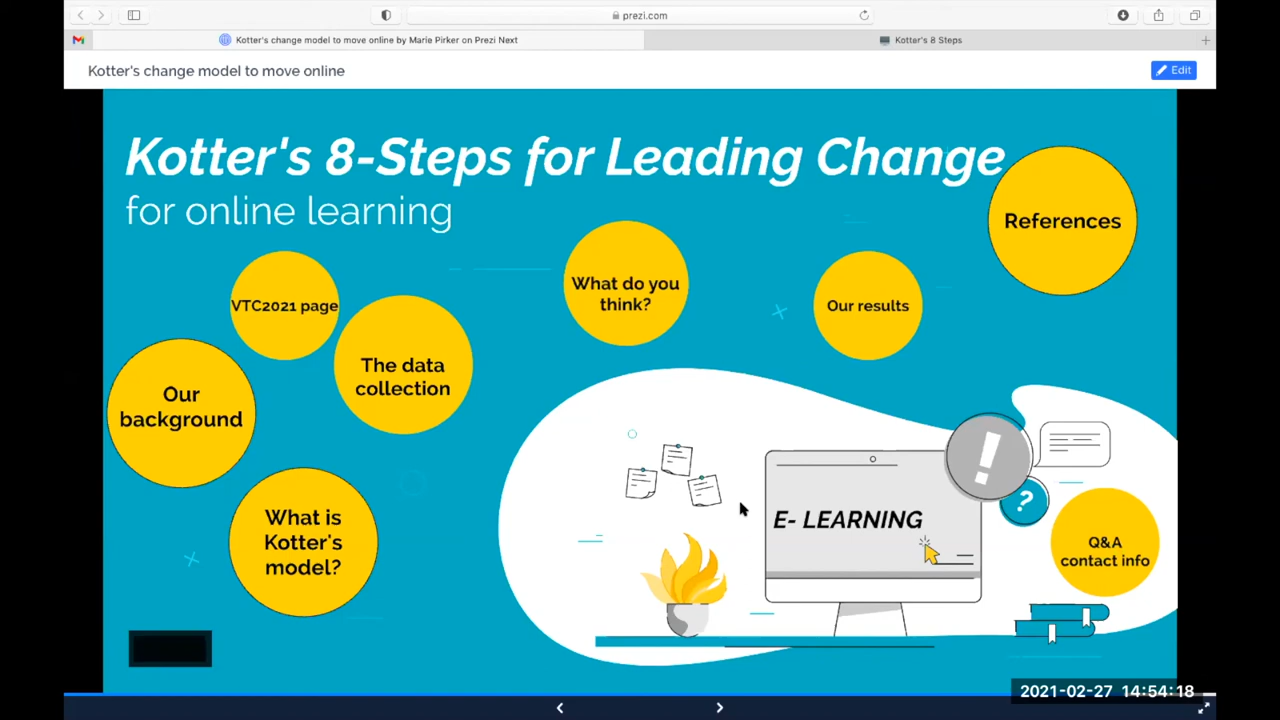 prezi.com
Kotter's change model to move online by Marie Pirker on Prezi Next
Kotter's 8 Steps
Kotter's change model to move online
Edit
Kotter's 8-Steps for Leading Change
for online learning
References
What do you
think?
VTC2021 page
Our results
The data
collection
Our
background
What is
Kotter's
model?
E- LEARNING
!
?
Q&A
contact info
2021-02-27 14:54:18